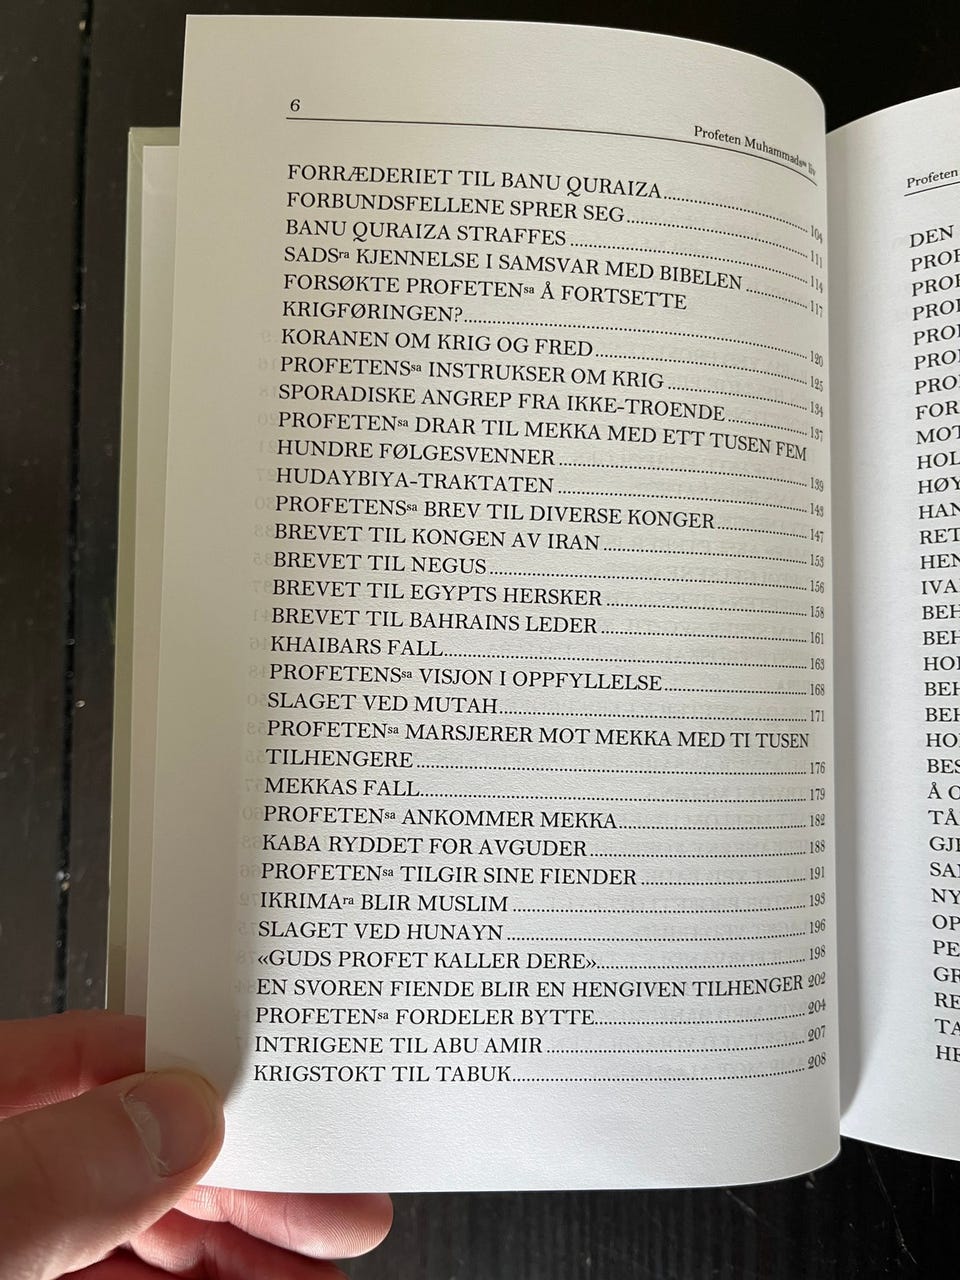 6
Profeten Muhammadsˢᵃ liv
FORRÆDERIET TIL BANU QURAIZA 104
FORBUNDSFELLENE SPRER SEG 111
BANU QURAIZA STRAFFES 114
SADSʳᵃ KJENNELSE I SAMSVAR MED BIBELEN 117
FORSØKTE PROFETENˢᵃ Å FORTSETTE
KRIGFØRINGEN? 120
KORANEN OM KRIG OG FRED 125
PROFETENSˢᵃ INSTRUKSER OM KRIG 134
SPORADISKE ANGREP FRA IKKE-TROENDE 137
PROFETENˢᵃ DRAR TIL MEKKA MED ETT TUSEN FEM
HUNDRE FØLGESVENNER 139
HUDAYBIYA-TRAKTATEN 143
PROFETENSˢᵃ BREV TIL DIVERSE KONGER 147
BREVET TIL KONGEN AV IRAN 153
BREVET TIL NEGUS 156
BREVET TIL EGYPTS HERSKER 158
BREVET TIL BAHRAINS LEDER 161
KHAIBARS FALL 163
PROFETENSˢᵃ VISJON I OPPFYLLELSE 168
SLAGET VED MUTAH 171
PROFETENˢᵃ MARSJERER MOT MEKKA MED TI TUSEN
TILHENGERE 176
MEKKAS FALL 179
PROFETENˢᵃ ANKOMMER MEKKA 182
KABA RYDDET FOR AVGUDER 188
PROFETENˢᵃ TILGIR SINE FIENDER 191
IKRIMAʳᵃ BLIR MUSLIM 193
SLAGET VED HUNAYN 196
«GUDS PROFET KALLER DERE» 198
EN SVOREN FIENDE BLIR EN HENGIVEN TILHENGER 202
PROFETENˢᵃ FORDELER BYTTE 204
INTRIGENE TIL ABU AMIR 207
KRIGSTOKT TIL TABUK 208
Profeten
DEN